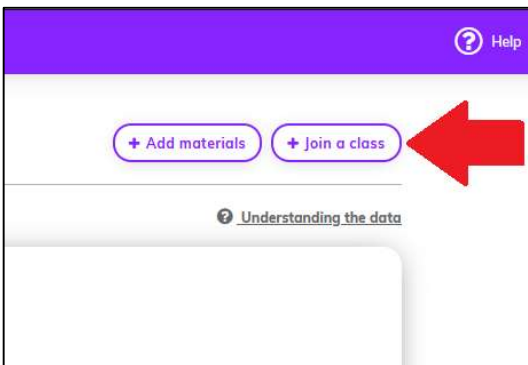 ? Help
+ Add materials + Join a class
? Understanding the data